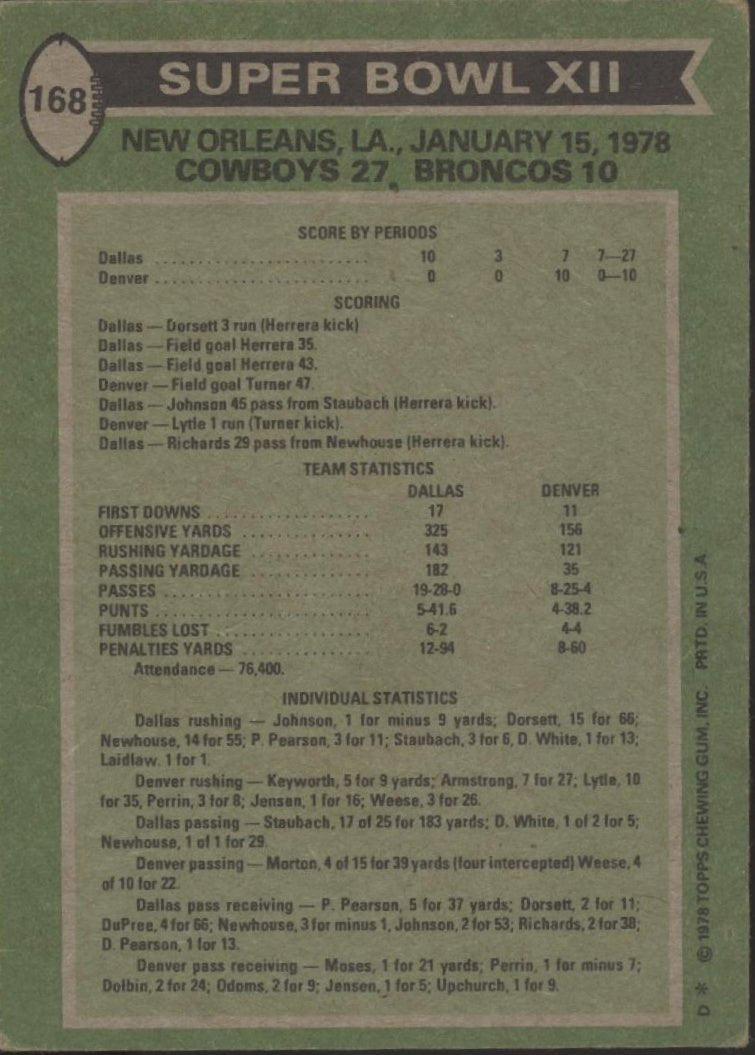 168
SUPER BOWL XII
NEW ORLEANS, LA., JANUARY 15, 1978
COWBOYS 27, BRONCOS 10
SCORE BY PERIODS
Dallas ........................ 10 3 7 7—27
Denver ........................ 0 0 10 0—10
SCORING
Dallas — Dorsett 3 run (Herrera kick)
Dallas — Field goal Herrera 35.
Dallas — Field goal Herrera 43.
Denver — Field goal Turner 47.
Dallas — Johnson 45 pass from Staubach (Herrera kick).
Denver — Lytle 1 run (Turner kick).
Dallas — Richards 29 pass from Newhouse (Herrera kick).
TEAM STATISTICS
DALLAS DENVER
FIRST DOWNS .................. 17 11
OFFENSIVE YARDS .............. 325 156
RUSHING YARDAGE ............. 143 121
PASSING YARDAGE ............. 182 35
PASSES ....................... 19-28-0 8-25-4
PUNTS ........................ 5-41.6 4-38.2
FUMBLES LOST ................ 6-2 4-4
PENALTIES YARDS .............. 12-94 8-60
Attendance — 76,400.
INDIVIDUAL STATISTICS
Dallas rushing — Johnson, 1 for minus 9 yards; Dorsett, 15 for 66;
Newhouse, 14 for 55; P. Pearson, 3 for 11; Staubach, 3 for 6, D. White, 1 for 13;
Laidlaw. 1 for 1.
Denver rushing — Keyworth, 5 for 9 yards; Armstrong, 7 for 27; Lytle, 10
for 35, Perrin, 3 for 8; Jensen, 1 for 16; Weese, 3 for 26.
Dallas passing — Staubach, 17 of 25 for 183 yards; D. White, 1 of 2 for 5;
Newhouse, 1 of 1 for 29.
Denver passing — Morton, 4 of 15 for 39 yards (four intercepted) Weese, 4
of 10 for 22.
Dallas pass receiving — P. Pearson, 5 for 37 yards; Dorsett, 2 for 11;
DuPree, 4 for 66; Newhouse, 3 for minus 1, Johnson, 2 for 53; Richards, 2 for 38;
D. Pearson, 1 for 13.
Denver pass receiving — Moses, 1 for 21 yards; Perrin, 1 for minus 7;
Dolbin, 2 for 24; Odoms, 2 for 9; Jensen, 1 for 5; Upchurch, 1 for 9.
D * © 1978 TOPPS CHEWING GUM, INC. PRTD. IN U.S.A